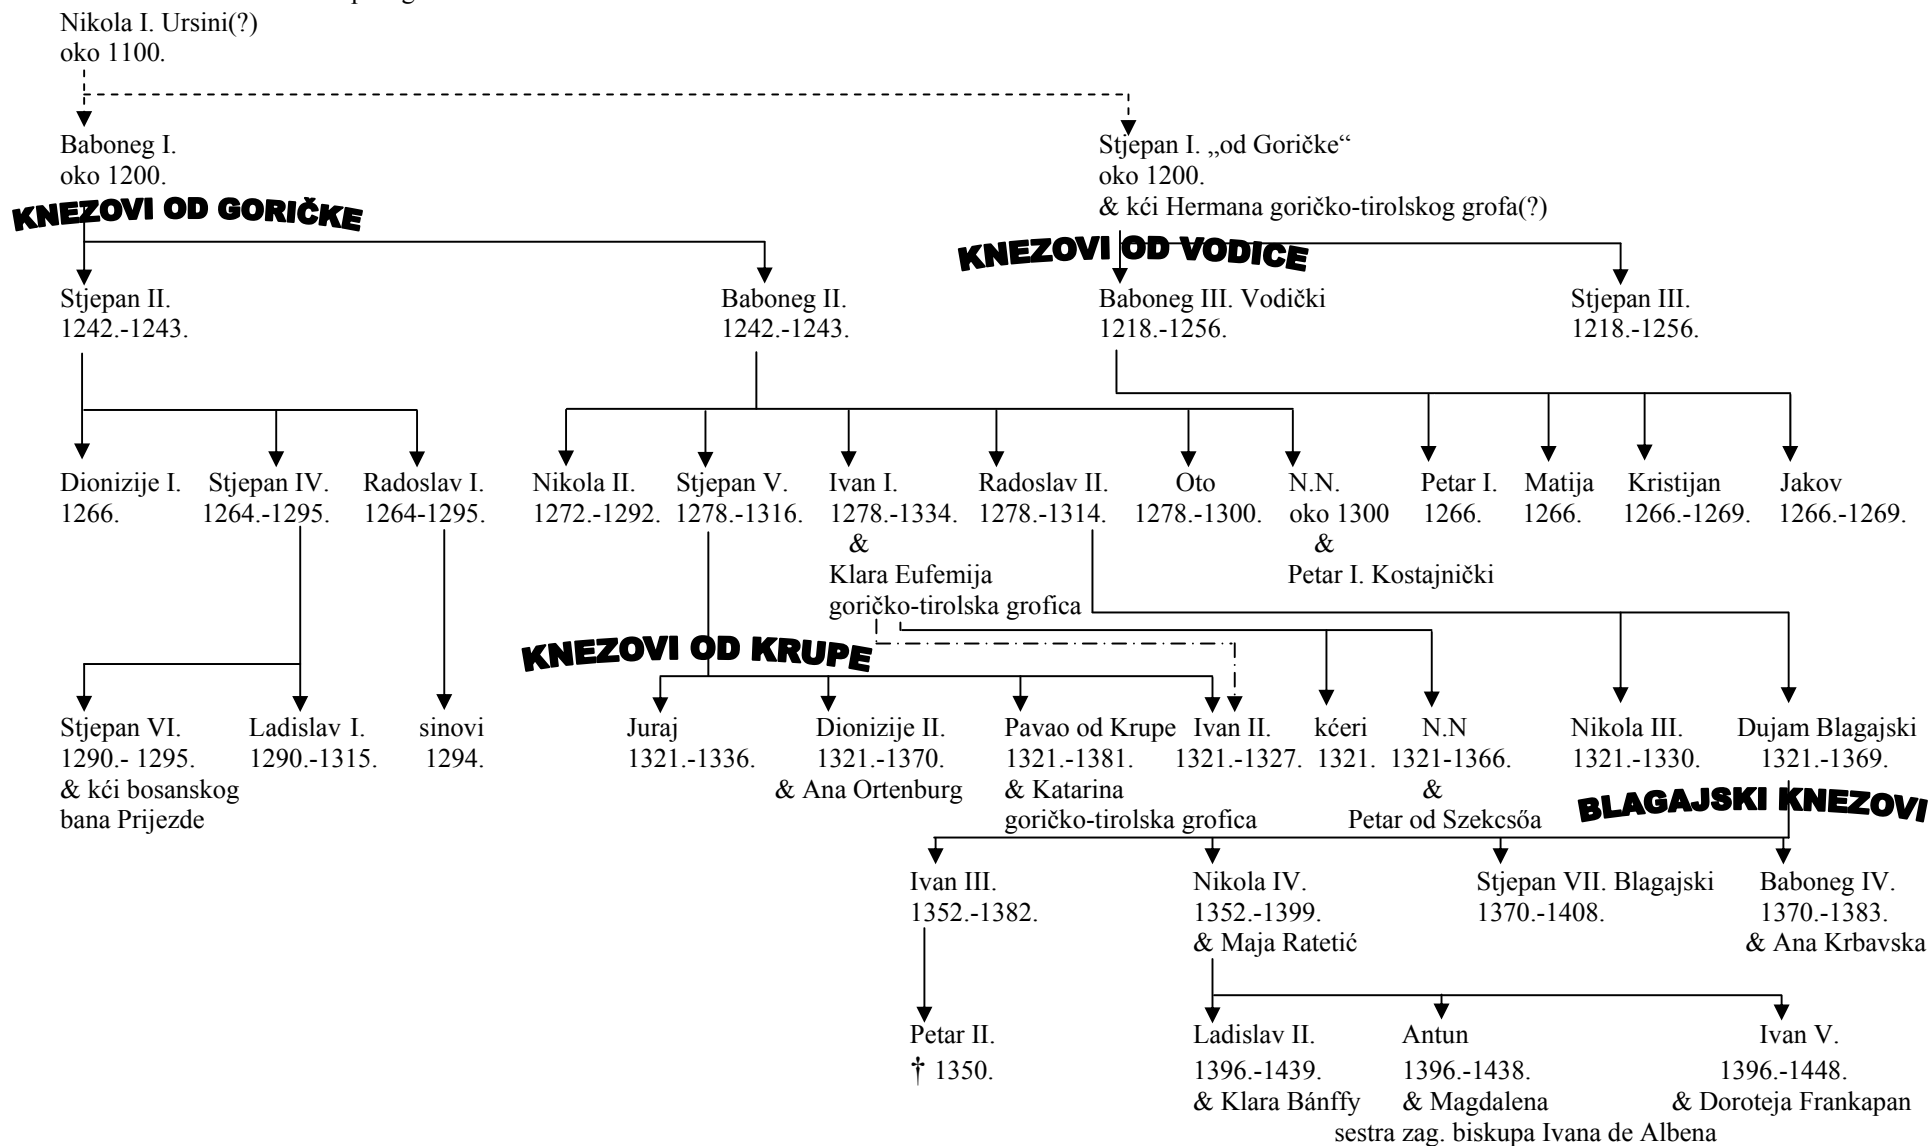 Nikola I. Ursini(?)
oko 1100.
Baboneg I.
oko 1200.
Stjepan I. „od Goričke“
oko 1200.
& kći Hermana goričko-tirolskog grofa(?)
KNEZOVI OD GORIČKE
KNEZOVI OD VODICE
Stjepan II.
1242.-1243.
Baboneg II.
1242.-1243.
Baboneg III. Vodički
1218.-1256.
Stjepan III.
1218.-1256.
Dionizije I.
1266.
Stjepan IV.
1264.-1295.
Radoslav I.
1264-1295.
Nikola II.
1272.-1292.
Stjepan V.
1278.-1316.
Ivan I.
1278.-1334.
&
Klara Eufemija
goričko-tirolska grofica
Radoslav II.
1278.-1314.
Oto
1278.-1300.
N.N.
oko 1300
&
Petar I. Kostajnički
Petar I.
1266.
Matija
1266.
Kristijan
1266.-1269.
Jakov
1266.-1269.
KNEZOVI OD KRUPE
Stjepan VI.
1290.- 1295.
& kći bosanskog
bana Prijezde
Ladislav I.
1290.-1315.
sinovi
1294.
Juraj
1321.-1336.
Dionizije II.
1321.-1370.
& Ana Ortenburg
Pavao od Krupe
1321.-1381.
& Katarina
goričko-tirolska grofica
Ivan II.
1321.-1327.
kćeri
1321.
N.N
1321-1366.
&
Petar od Szekcsőa
Nikola III.
1321.-1330.
Dujam Blagajski
1321.-1369.
BLAGAJSKI KNEZOVI
Ivan III.
1352.-1382.
Nikola IV.
1352.-1399.
& Maja Ratetić
Stjepan VII. Blagajski
1370.-1408.
Baboneg IV.
1370.-1383.
& Ana Krbavska
Petar II.
† 1350.
Ladislav II.
1396.-1439.
& Klara Bánffy
Antun
1396.-1438.
& Magdalena
sestra zag. biskupa Ivana de Albena
Ivan V.
1396.-1448.
& Doroteja Frankapan